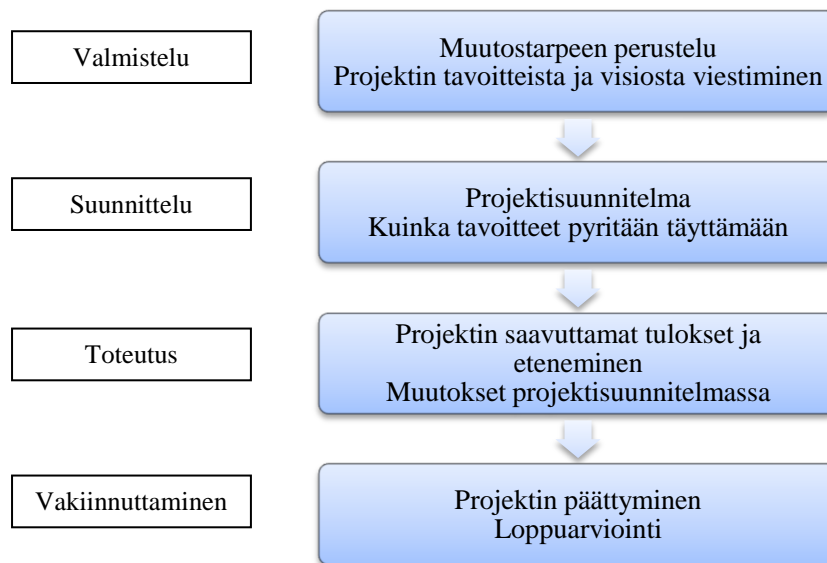 Valmistelu
Muutostarpeen perustelu
Projektin tavoitteista ja visiosta viestiminen
Suunnittelu
Projektisuunnitelma
Kuinka tavoitteet pyritään täyttämään
Toteutus
Projektin saavuttamat tulokset ja
eteneminen
Muutokset projektisuunnitelmassa
Vakiinnuttaminen
Projektin päättyminen
Loppuarviointi